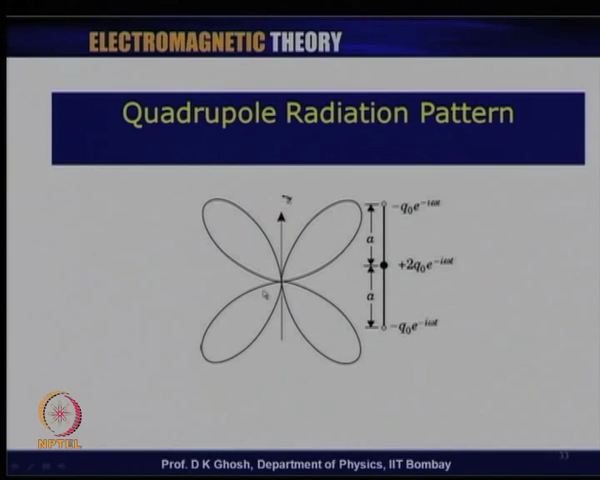 ELECTROMAGNETIC THEORY
Quadrupole Radiation Pattern
z
-q₀e^{-iωt}
a
+2q₀e^{-iωt}
a
-q₀e^{-iωt}
NPTEL
Prof. D K Ghosh, Department of Physics, IIT Bombay
33